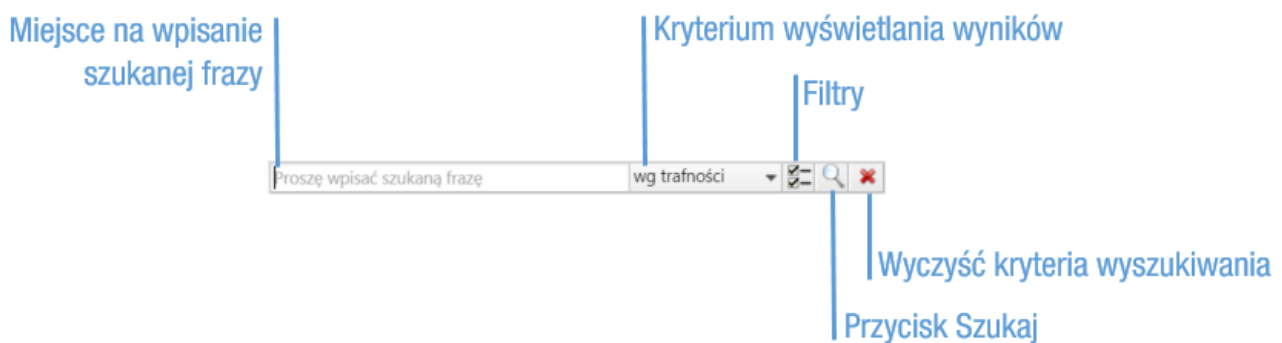 Miejsce na wpisanie
szukanej frazy
Kryterium wyświetlania wyników
Filtry
Proszę wpisać szukaną frazę
wg trafności
Wyczyść kryteria wyszukiwania
Przycisk Szukaj